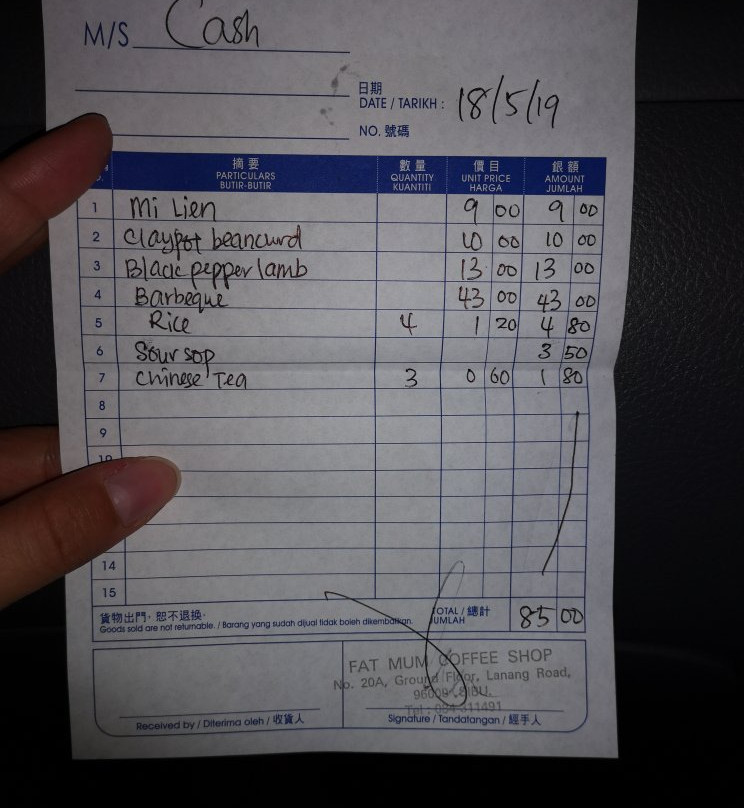 M/S Cash
日期
DATE / TARIKH : 18/5/19
NO. 號碼
摘要 數量 價目 銀額
PARTICULARS QUANTITY UNIT PRICE AMOUNT
BUTIR-BUTIR KUANTITI HARGA JUMLAH
1 Mi Lien 9 00 9 00
2 Claypot beancurd 10 00 10 00
3 Black pepper lamb 13 00 13 00
4 Barbeque 43 00 43 00
5 Rice 4 1 20 4 80
6 Sour sop 3 50
7 Chinese Tea 3 0 60 1 80
8
9
10
14
15
貨物出門，恕不退換· TOTAL / 總計 85 00
Goods sold are not returnable. / Barang yang sudah dijual tidak boleh dikembalikan. JUMLAH
FAT MUM COFFEE SHOP
No. 20A, Ground Floor, Lanang Road,
96000 SIBU.
Tel : 084-311491
Received by / Diterima oleh / 收貨人 Signature / Tandatangan / 經手人